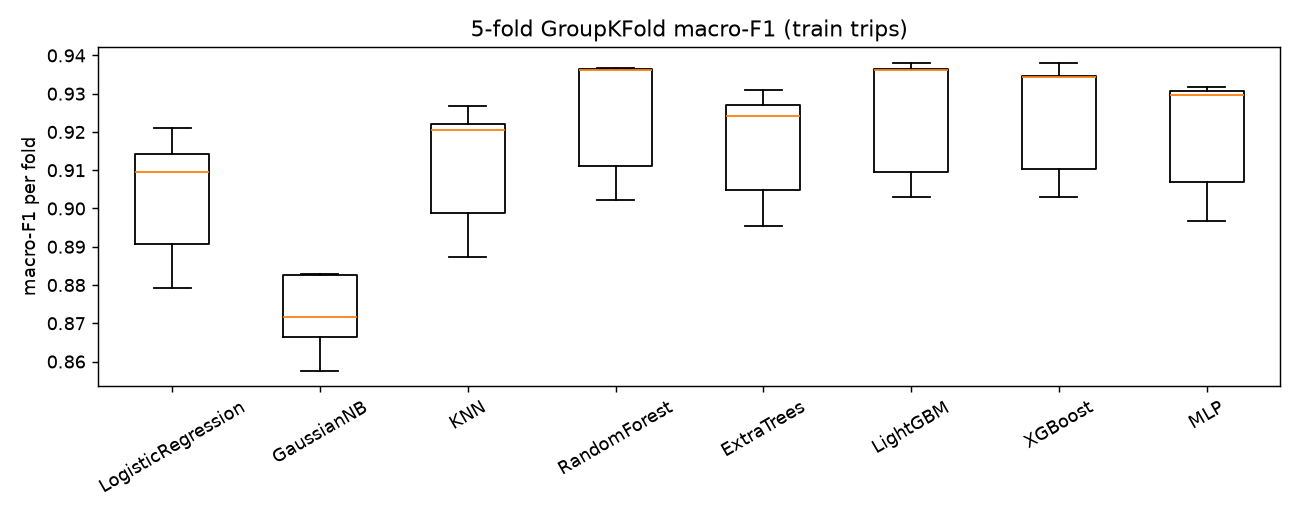 5-fold GroupKFold macro-F1 (train trips)
macro-F1 per fold
0.94
0.93
0.92
0.91
0.90
0.89
0.88
0.87
0.86
LogisticRegression
GaussianNB
KNN
RandomForest
ExtraTrees
LightGBM
XGBoost
MLP